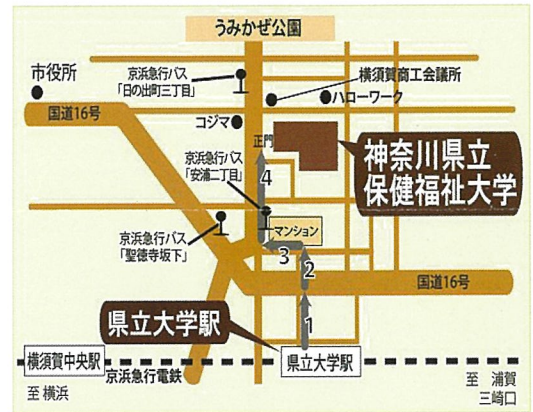 うみかぜ公園
市役所
京浜急行バス
「日の出町三丁目」
横須賀商工会議所
ハローワーク
国道16号
コジマ
正門
神奈川県立
保健福祉大学
京浜急行バス
「安浦二丁目」
4
マンション
京浜急行バス
「聖徳寺坂下」
3
2
国道16号
1
県立大学駅
横須賀中央駅
京浜急行電鉄
県立大学駅
至 横浜
至 浦賀
三崎口